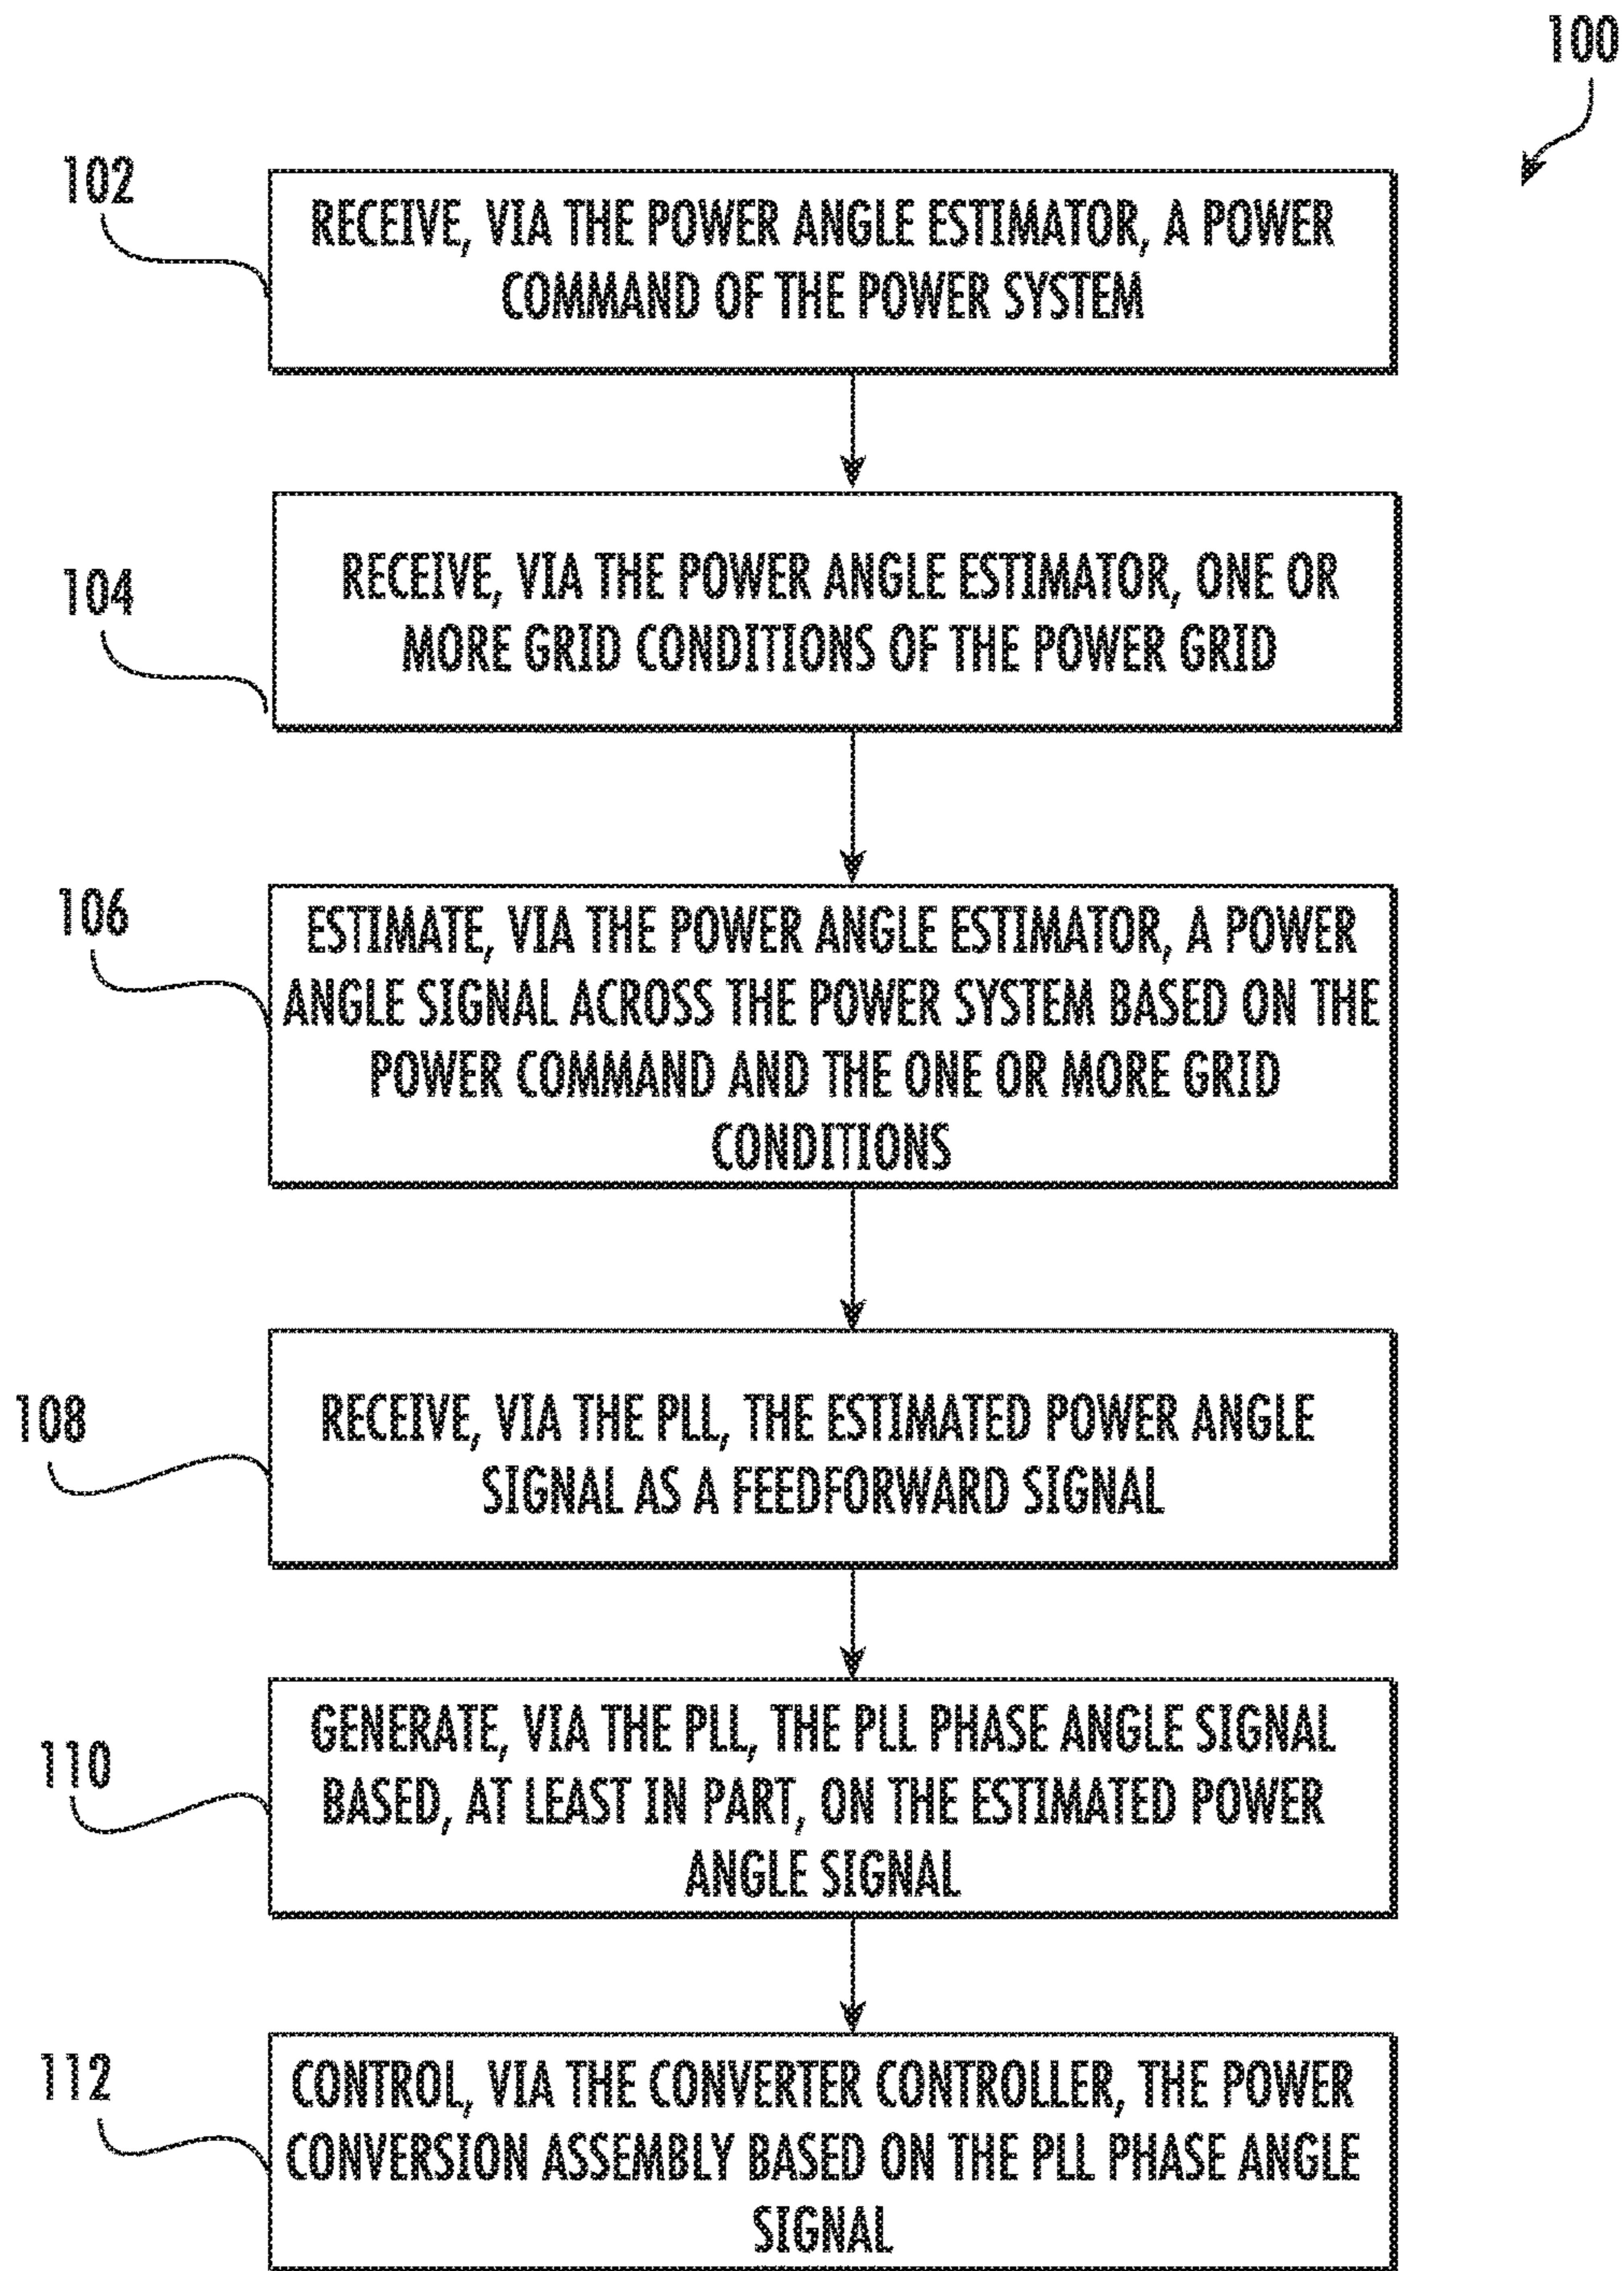 100
102
RECEIVE, VIA THE POWER ANGLE ESTIMATOR, A POWER
COMMAND OF THE POWER SYSTEM
104
RECEIVE, VIA THE POWER ANGLE ESTIMATOR, ONE OR
MORE GRID CONDITIONS OF THE POWER GRID
106
ESTIMATE, VIA THE POWER ANGLE ESTIMATOR, A POWER
ANGLE SIGNAL ACROSS THE POWER SYSTEM BASED ON THE
POWER COMMAND AND THE ONE OR MORE GRID
CONDITIONS
108
RECEIVE, VIA THE PLL, THE ESTIMATED POWER ANGLE
SIGNAL AS A FEEDFORWARD SIGNAL
110
GENERATE, VIA THE PLL, THE PLL PHASE ANGLE SIGNAL
BASED, AT LEAST IN PART, ON THE ESTIMATED POWER
ANGLE SIGNAL
112
CONTROL, VIA THE CONVERTER CONTROLLER, THE POWER
CONVERSION ASSEMBLY BASED ON THE PLL PHASE ANGLE
SIGNAL